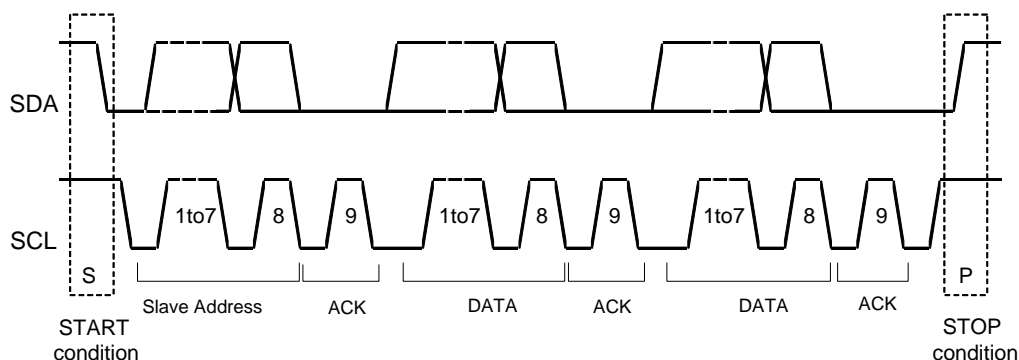 SDA
1to7 8 9 1to7 8 9 1to7 8 9
SCL
S P
Slave Address ACK DATA ACK DATA ACK
START
condition
STOP
condition